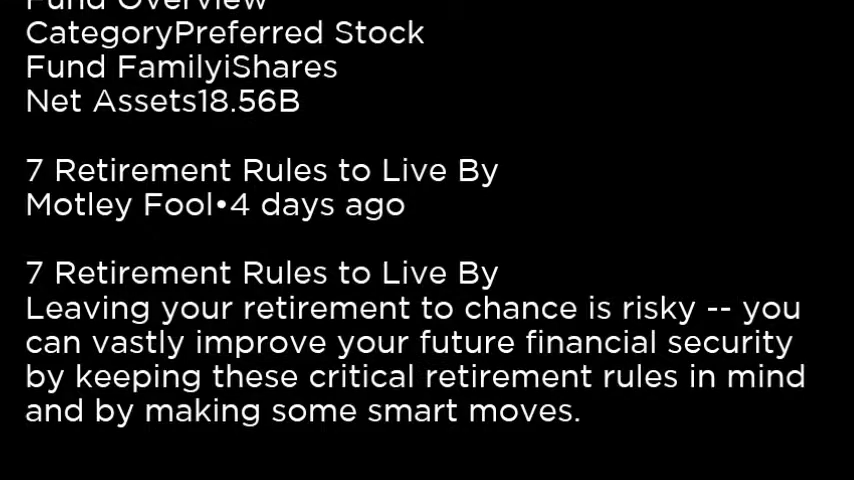 Fund Overview
CategoryPreferred Stock
Fund FamilyiShares
Net Assets18.56B
7 Retirement Rules to Live By
Motley Fool•4 days ago
7 Retirement Rules to Live By
Leaving your retirement to chance is risky -- you
can vastly improve your future financial security
by keeping these critical retirement rules in mind
and by making some smart moves.